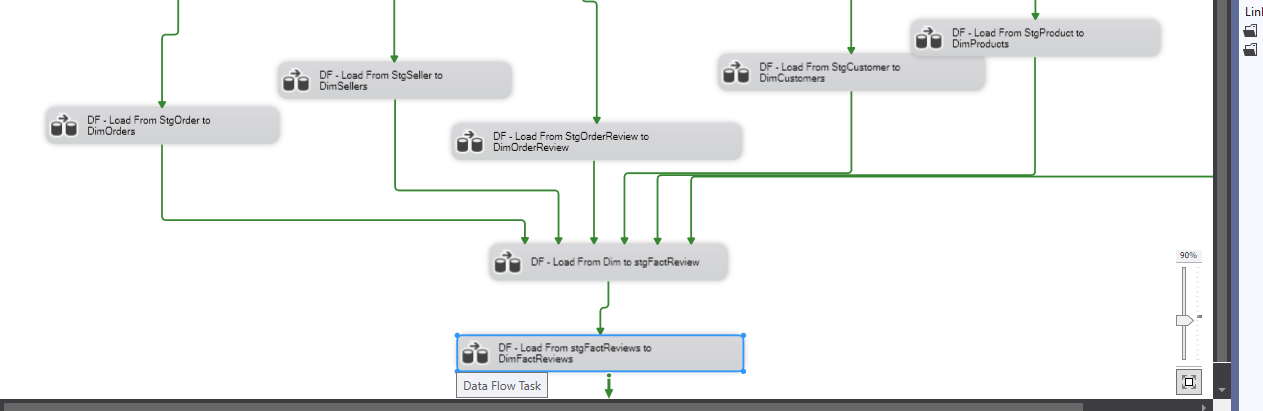 Linl
DF - Load From StgProduct to
DimProducts
DF - Load From StgSeller to
DimSellers
DF - Load From StgCustomer to
DimCustomers
DF - Load From StgOrder to
DimOrders
DF - Load From StgOrderReview to
DimOrderReview
DF - Load From Dim to stgFactReview
90%
DF - Load From stgFactReviews to
DimFactReviews
Data Flow Task